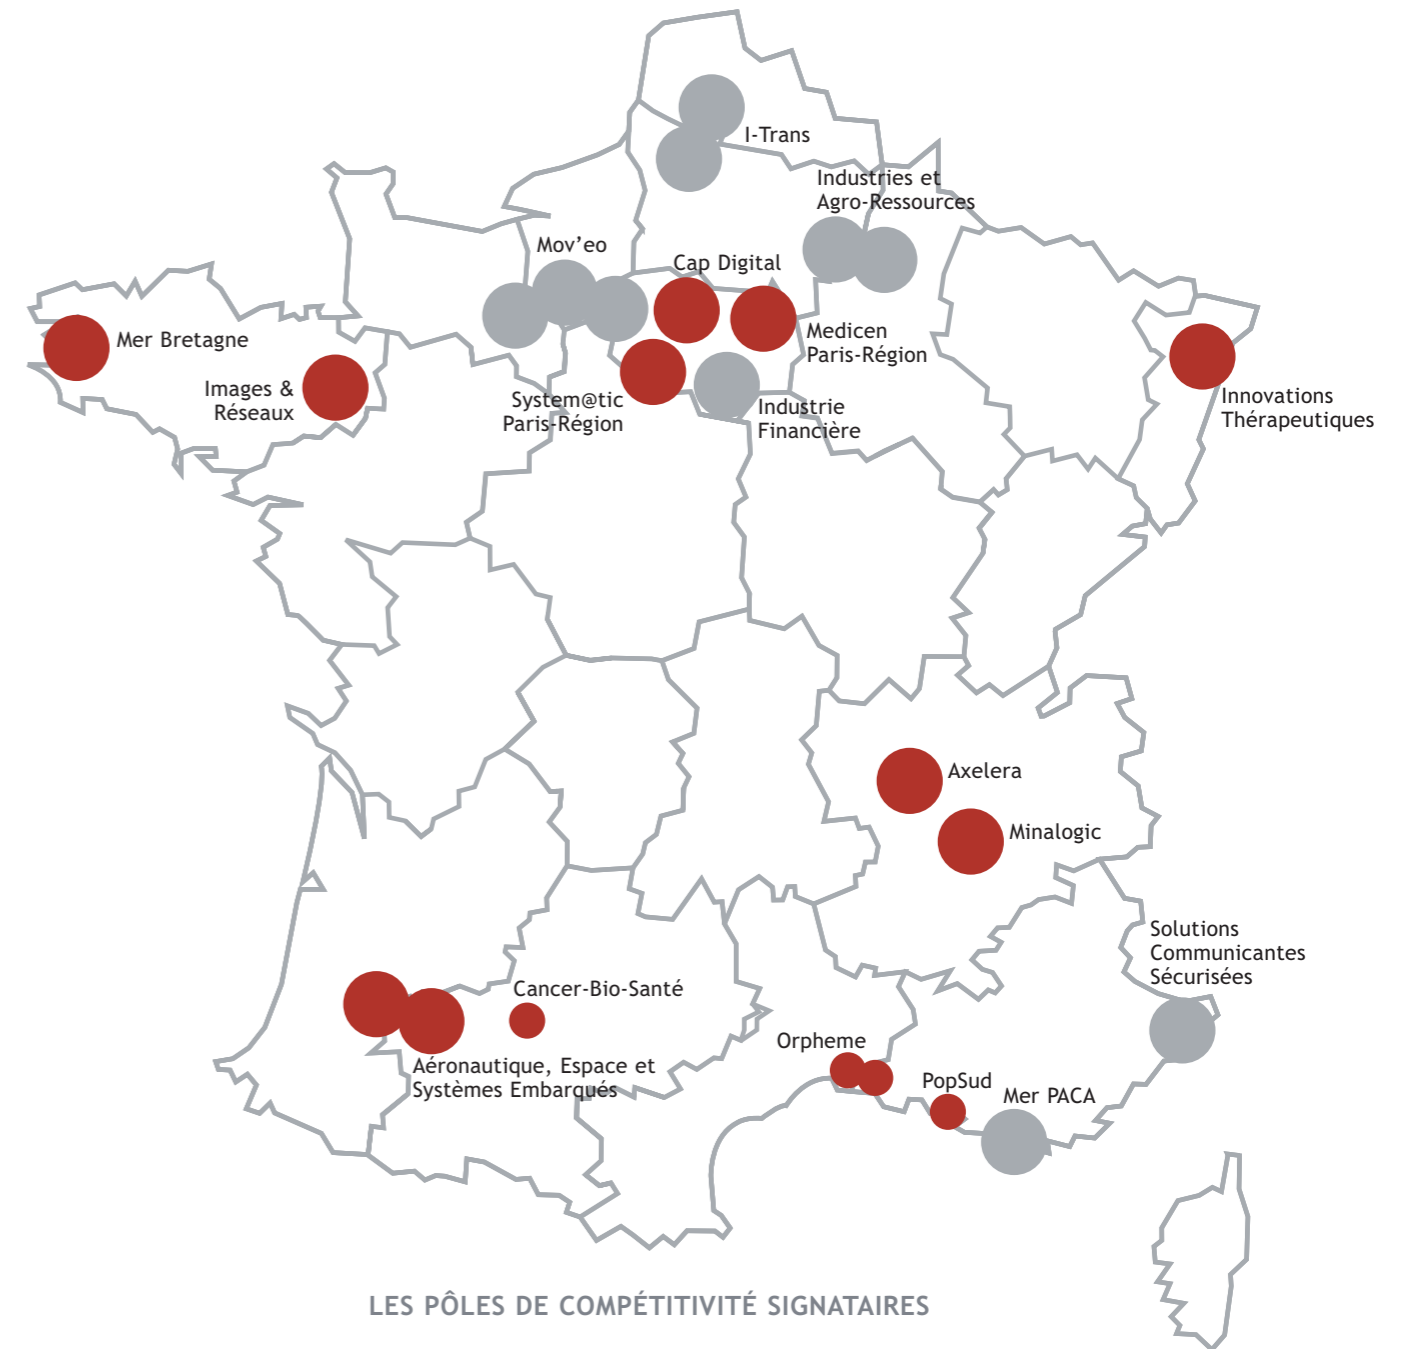 I-Trans
Industries et
Agro-Ressources
Mov’eo
Cap Digital
Mer Bretagne
Medicen
Paris-Région
Images &
Réseaux
System@tic
Paris-Région
Industrie
Financière
Innovations
Thérapeutiques
Axelera
Minalogic
Solutions
Communicantes
Sécurisées
Cancer-Bio-Santé
Aéronautique, Espace et
Systèmes Embarqués
Orpheme
PopSud
Mer PACA
LES PÔLES DE COMPÉTITIVITÉ SIGNATAIRES